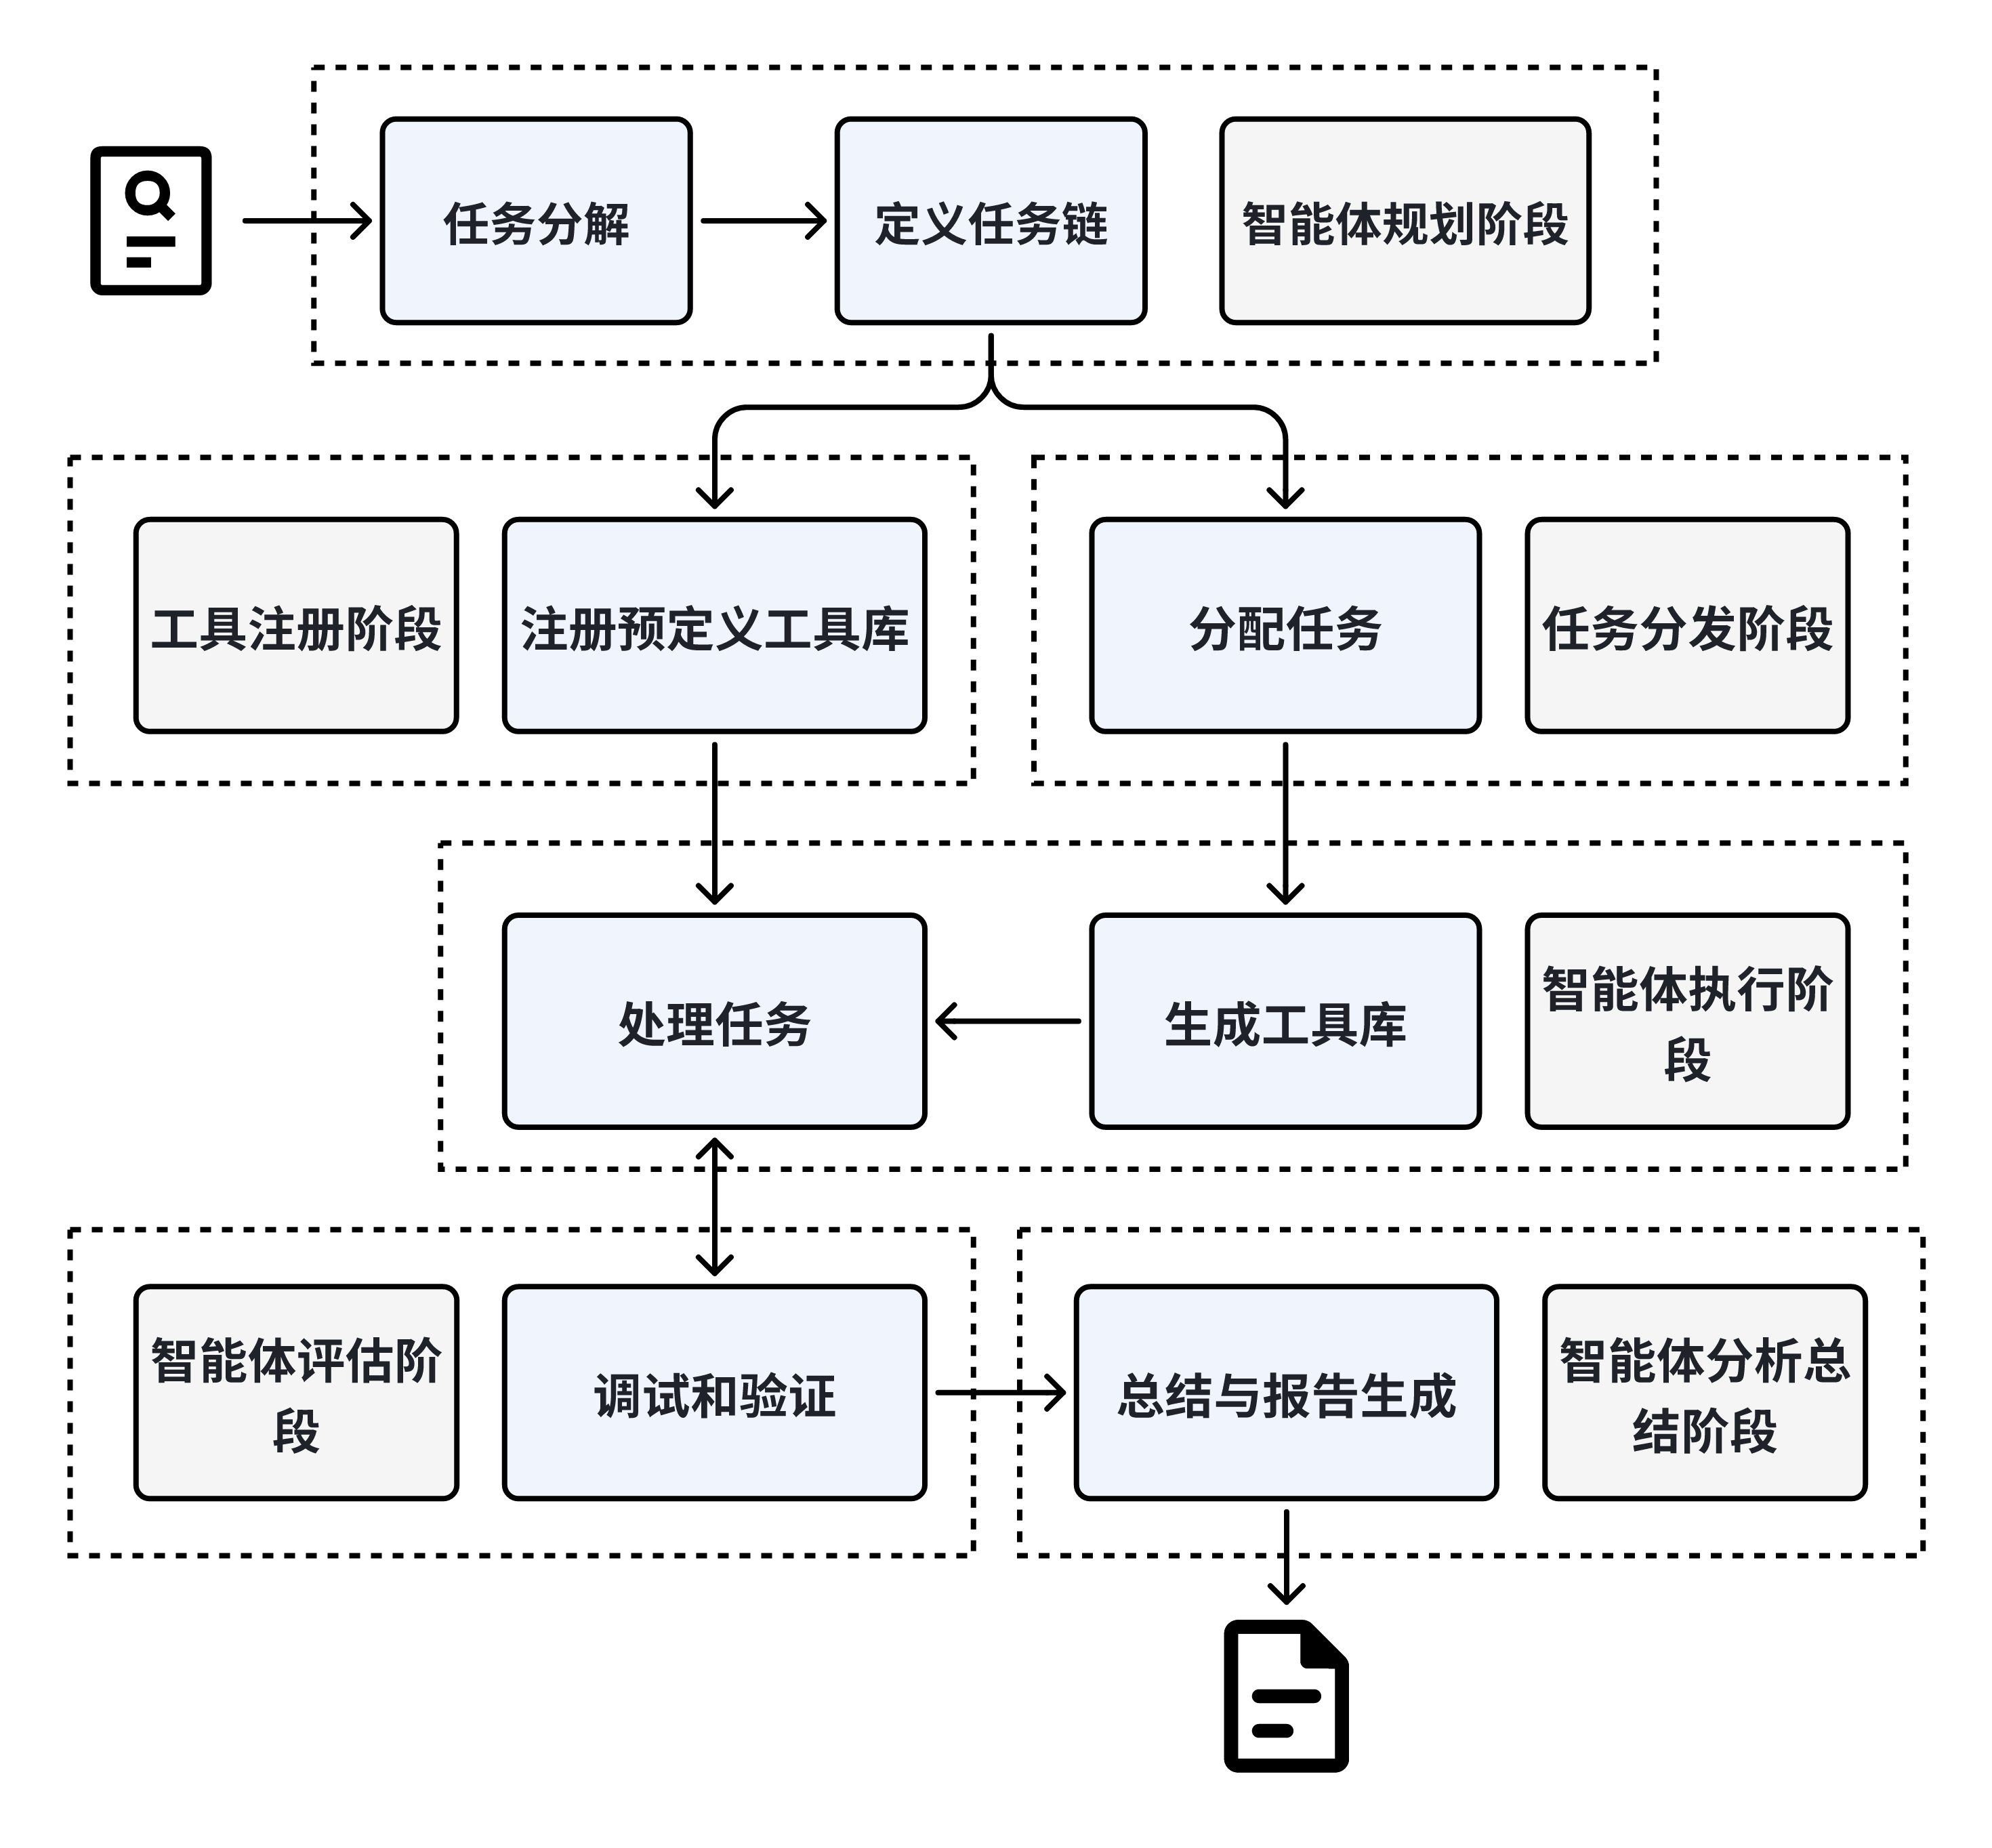 任务分解
定义任务链
智能体规划阶段
工具注册阶段
注册预定义工具库
分配任务
任务分发阶段
处理任务
生成工具库
智能体执行阶
段
智能体评估阶
段
测试和验证
总结与报告生成
智能体分析总
结阶段